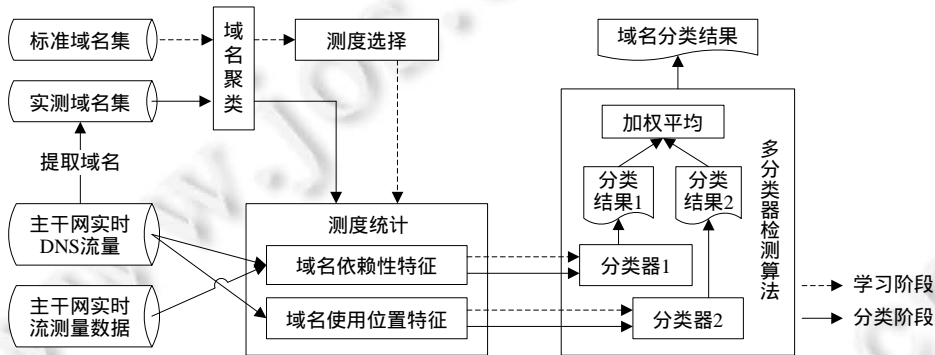 标准域名集
域名聚类
测度选择
域名分类结果
实测域名集
加权平均
提取域名
多分类器检测算法
分类
结果1
分类
结果2
主干网实时
DNS流量
测度统计
域名依赖性特征
分类器1
主干网实时
流测量数据
域名使用位置特征
分类器2
学习阶段
分类阶段
www.jos.